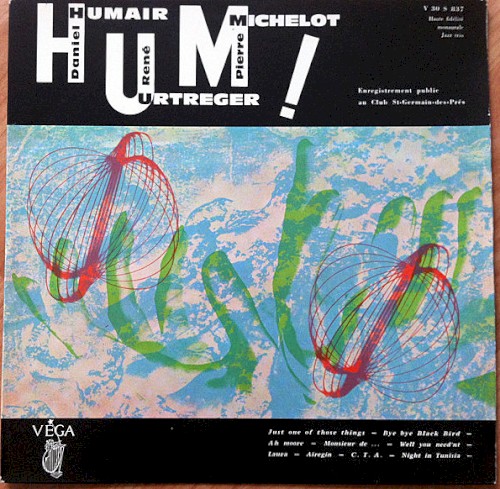 HUMAIR MICHELOT
HUM!
Daniel
René
Pierre
URTREGER
V 30 S 837
Haute fidélité
monaurale
Jazz trio
Enregistrement public
au Club St-Germain-des-Prés
VÉGA
Just one of those things – Bye bye Black Bird –
Ah moore – Monsieur de ... – Well you need'nt –
Laura – Airegin – C. T. A. – Night in Tunisia –